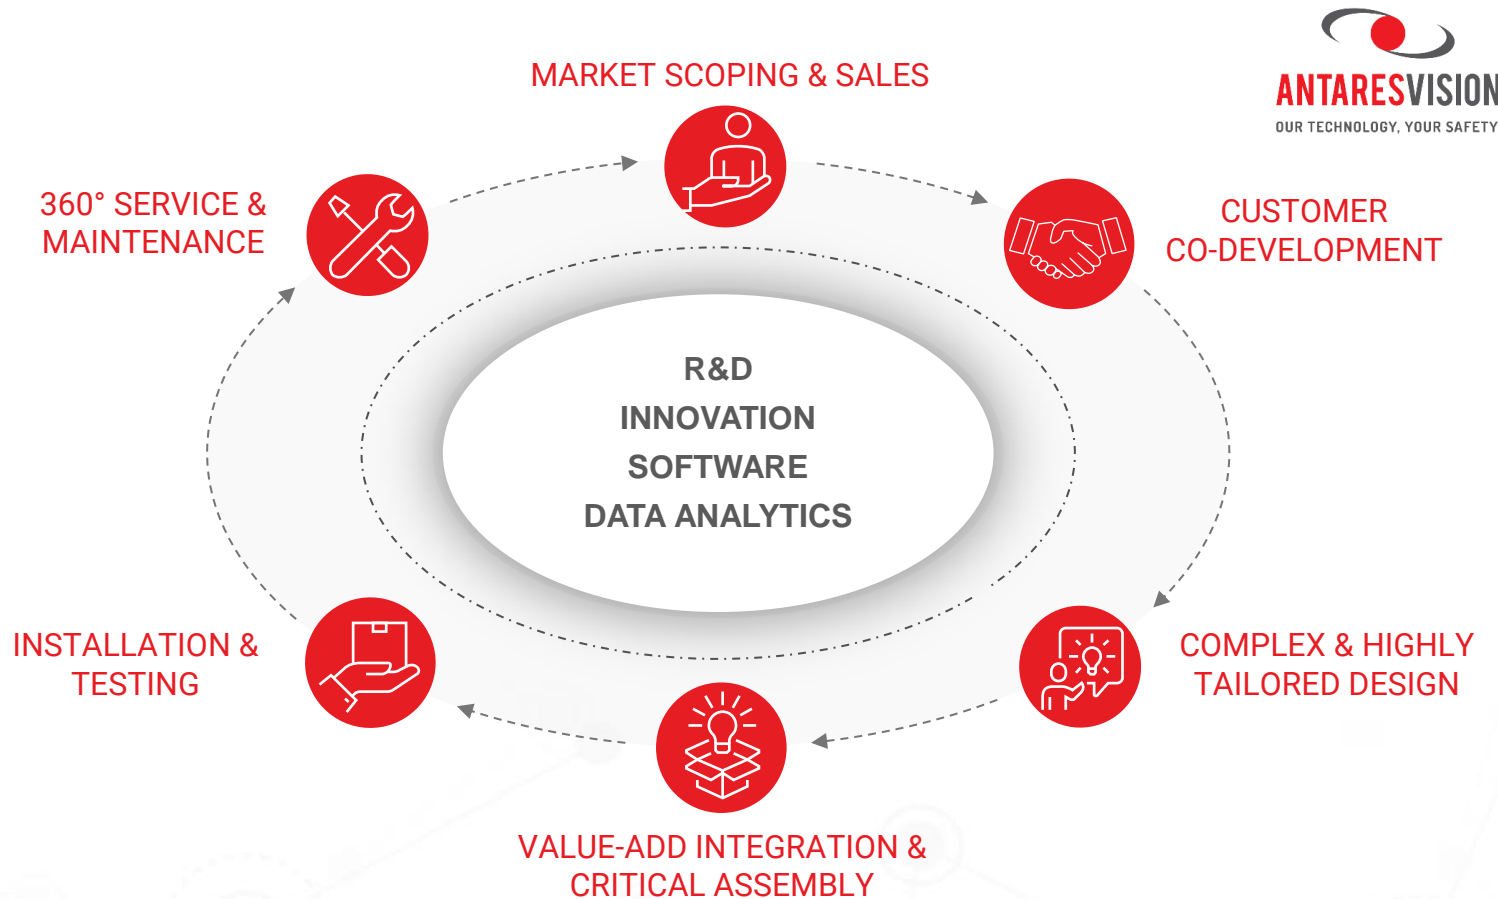 ANTARESVISION
OUR TECHNOLOGY, YOUR SAFETY
MARKET SCOPING & SALES
360° SERVICE &
MAINTENANCE
CUSTOMER
CO-DEVELOPMENT
R&D
INNOVATION
SOFTWARE
DATA ANALYTICS
INSTALLATION &
TESTING
COMPLEX & HIGHLY
TAILORED DESIGN
VALUE-ADD INTEGRATION &
CRITICAL ASSEMBLY